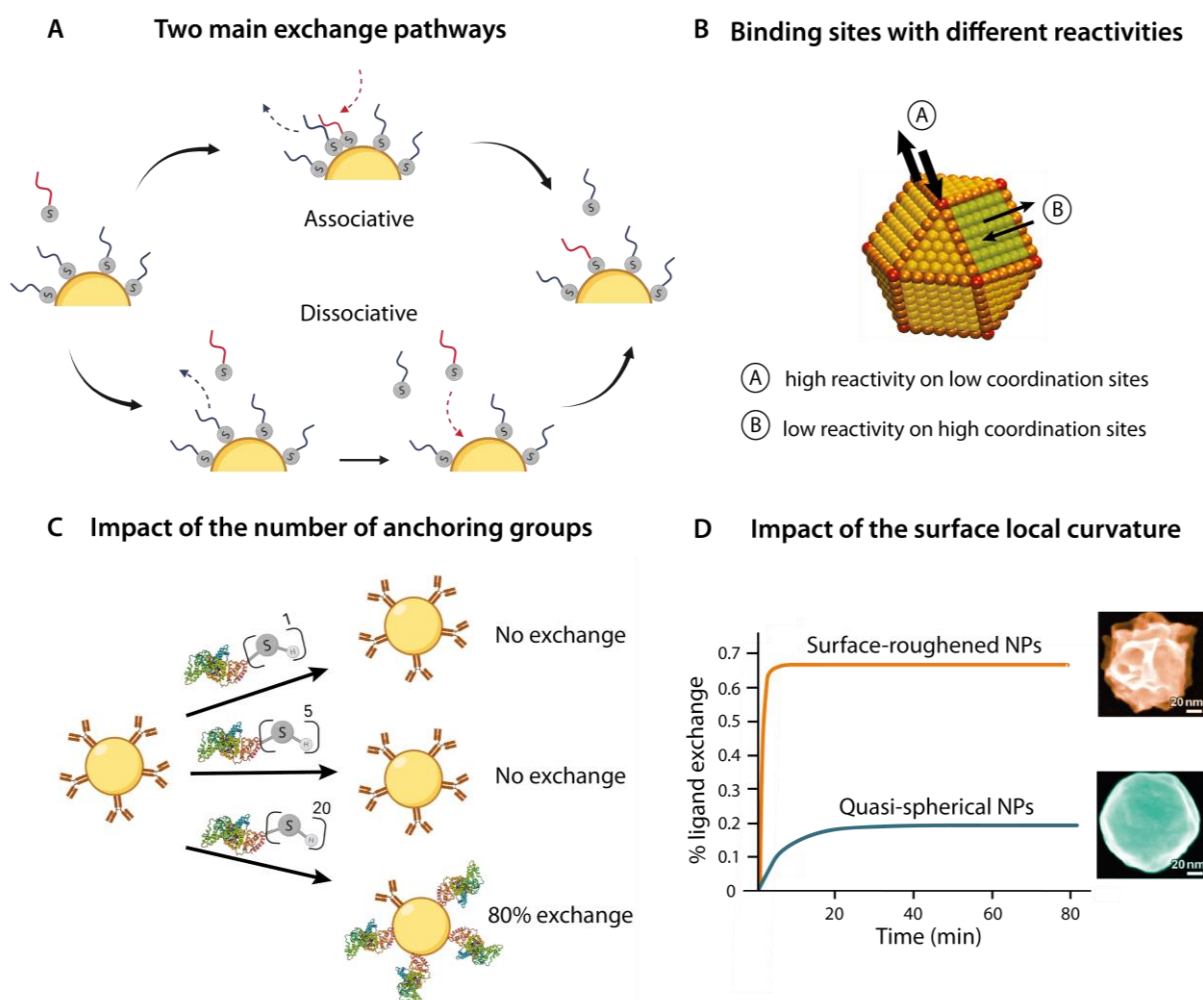 A Two main exchange pathways
S
S
S
S
S
S
S
S
S
S
S
Associative
S
S
S
S
S
Dissociative
S
S
S
S
S
S
S
S
S
S
B Binding sites with different reactivities
A
B
A high reactivity on low coordination sites
B low reactivity on high coordination sites
C Impact of the number of anchoring groups
1
S
H
No exchange
5
S
H
No exchange
20
S
H
80% exchange
D Impact of the surface local curvature
% ligand exchange
0.7
0.6
0.5
0.4
0.3
0.2
0.1
0
Surface-roughened NPs
Quasi-spherical NPs
20
40
60
80
Time (min)
20 nm
20 nm